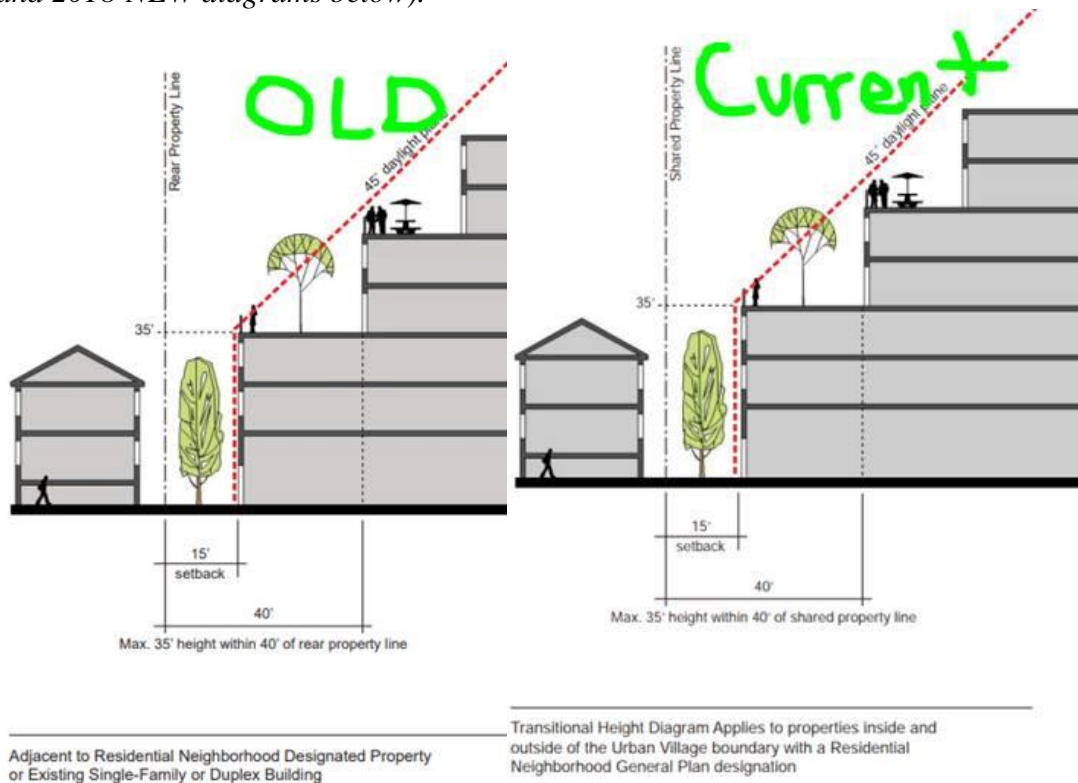 and 2018 NEW diagrams below).
OLD
Rear Property Line
45° daylight plane
35'
15'
setback
40'
Max. 35' height within 40' of rear property line
Adjacent to Residential Neighborhood Designated Property
or Existing Single-Family or Duplex Building
Current
Shared Property Line
45° daylight plane
35'
15'
setback
40'
Max. 35' height within 40' of shared property line
Transitional Height Diagram Applies to properties inside and
outside of the Urban Village boundary with a Residential
Neighborhood General Plan designation